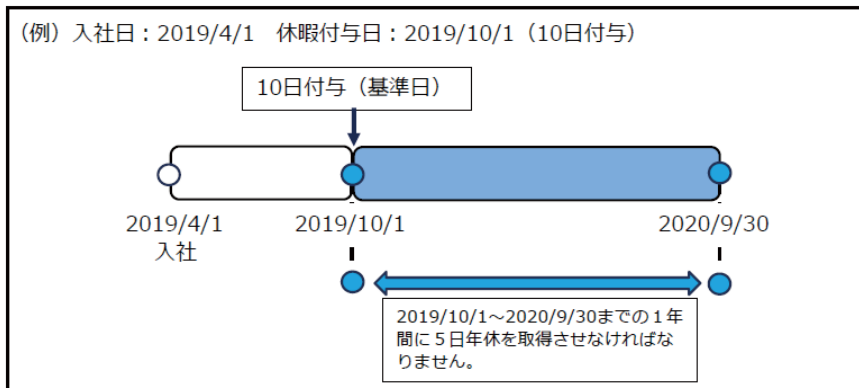 （例）入社日：2019/4/1　休暇付与日：2019/10/1（10日付与）
10日付与（基準日）
2019/4/1
入社
2019/10/1
2020/9/30
2019/10/1～2020/9/30までの１年
間に５日年休を取得させなければな
りません。